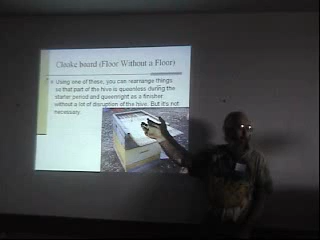 Clooke board (Floor Without a Floor)
Using one of these, you can rearrange things
so that part of the hive is queenless during the
starter period and queenright as a finisher
without a lot of disruption of the hive. But it's not
necessary.